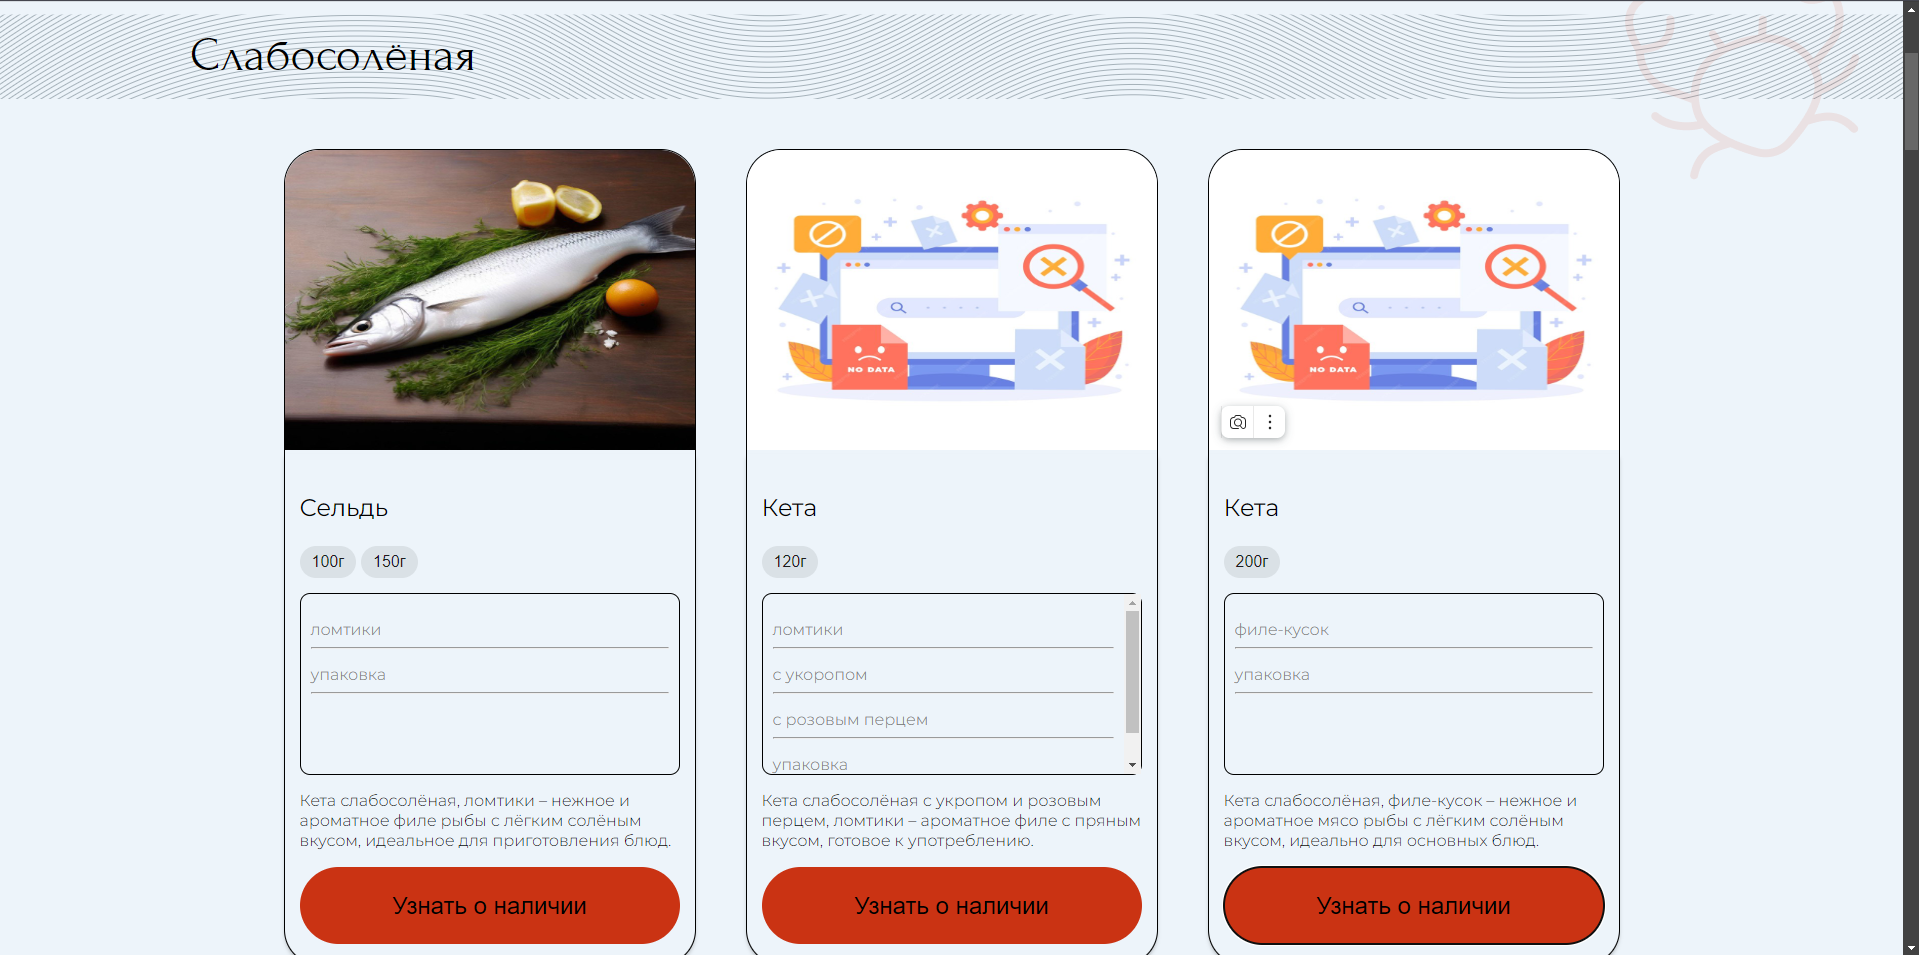 Слабосолёная
NO DATA
NO DATA
Сельдь
100г 150г
ломтики
упаковка
Кета слабосолёная, ломтики – нежное и
ароматное филе рыбы с лёгким солёным
вкусом, идеальное для приготовления блюд.
Узнать о наличии
Кета
120г
ломтики
с укоропом
с розовым перцем
упаковка
Кета слабосолёная с укропом и розовым
перцем, ломтики – ароматное филе с пряным
вкусом, готовое к употреблению.
Узнать о наличии
Кета
200г
филе-кусок
упаковка
Кета слабосолёная, филе-кусок – нежное и
ароматное мясо рыбы с лёгким солёным
вкусом, идеально для основных блюд.
Узнать о наличии